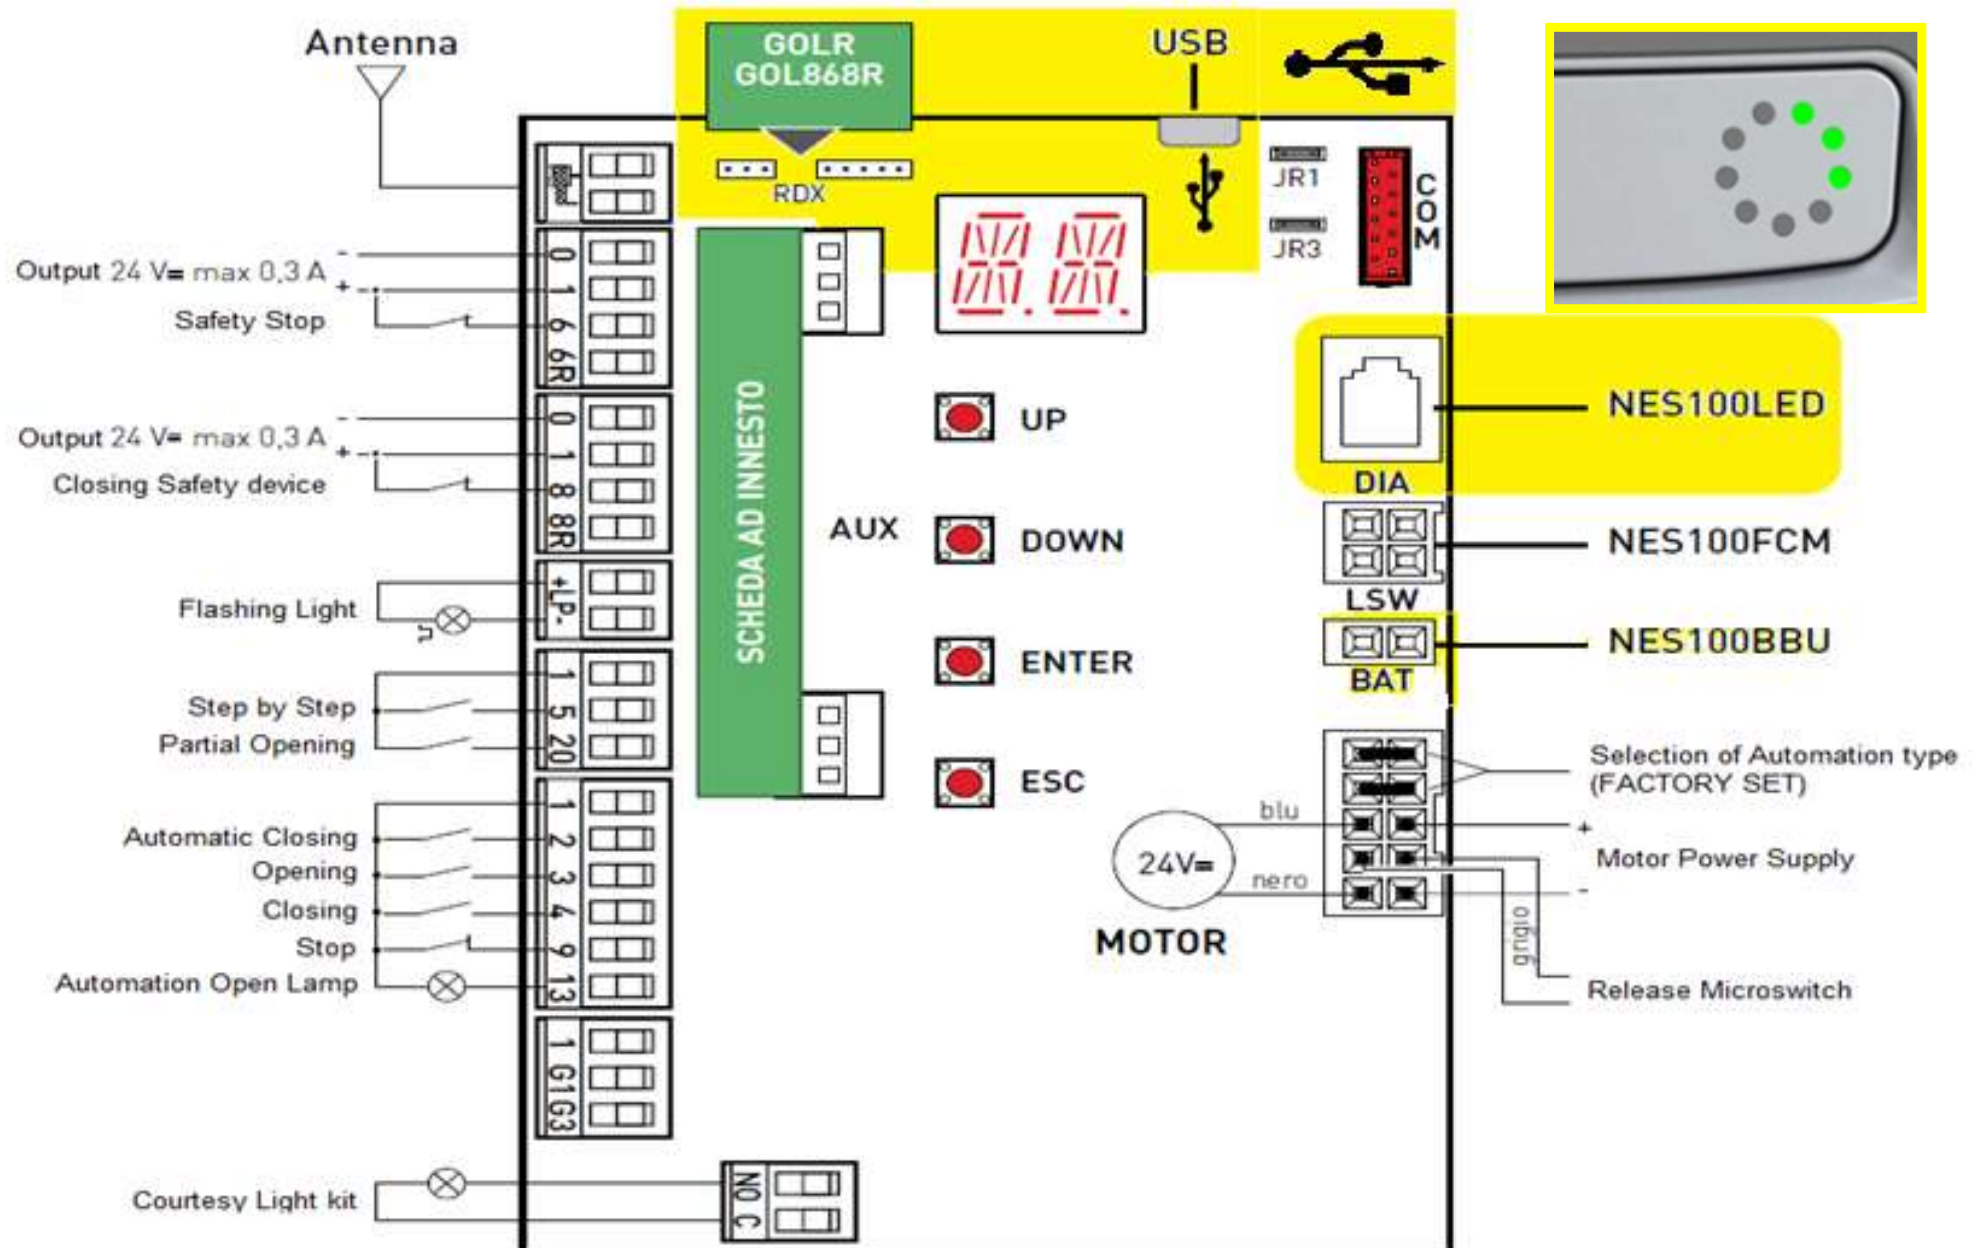 Antenna
GOLR
GOL868R
USB
RDX
JR1
JR3
COM
Output 24 V= max 0,3 A
-
+
Safety Stop
0
1
6
6R
Output 24 V= max 0,3 A
-
+
Closing Safety device
0
1
8
8R
Flashing Light
+LP-
Step by Step
Partial Opening
1
5
20
Automatic Closing
Opening
Closing
Stop
Automation Open Lamp
1
2
3
4
9
13
1
G1
G3
Courtesy Light kit
NO C
SCHEDA AD INNESTO
AUX
UP
DOWN
ENTER
ESC
NES100LED
DIA
NES100FCM
LSW
NES100BBU
BAT
Selection of Automation type
(FACTORY SET)
blu
24V=
nero
MOTOR
+
Motor Power Supply
-
grigio
Release Microswitch